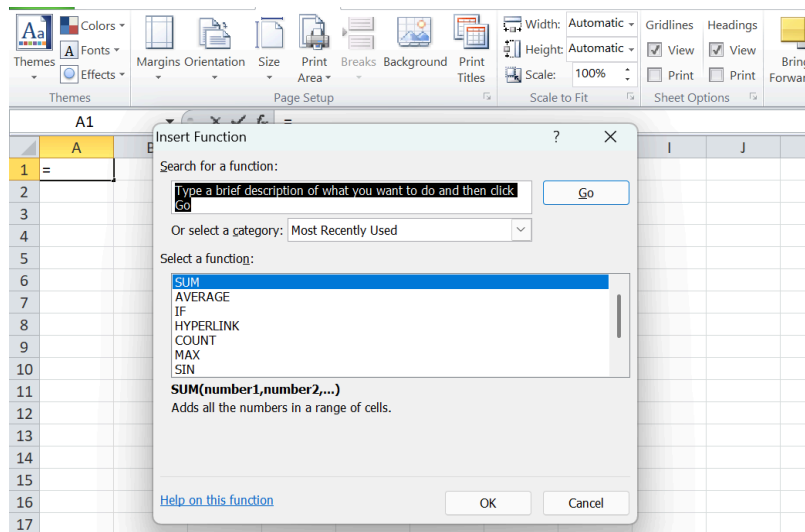 Aa
Themes
Colors
A Fonts
Effects
Margins Orientation Size Print Area Breaks Background Print Titles
Width: Automatic
Height: Automatic
Scale: 100%
Gridlines Headings
View View
Print Print
Themes Page Setup Scale to Fit Sheet Options
A1 =
A I J
1 =
2
3
4
5
6
7
8
9
10
11
12
13
14
15
16
17
Insert Function ?
Search for a function:
Type a brief description of what you want to do and then click
Go
Go
Or select a category: Most Recently Used
Select a function:
SUM
AVERAGE
IF
HYPERLINK
COUNT
MAX
SIN
SUM(number1,number2,...)
Adds all the numbers in a range of cells.
Help on this function
OK Cancel